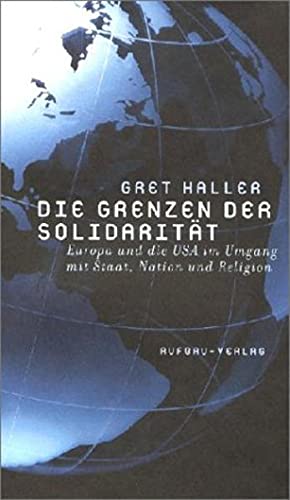 GRET HALLER
DIE GRENZEN DER
SOLIDARITÄT
Europa und die USA im Umgang
mit Staat, Nation und Religion
AUFBAU-VERLAG